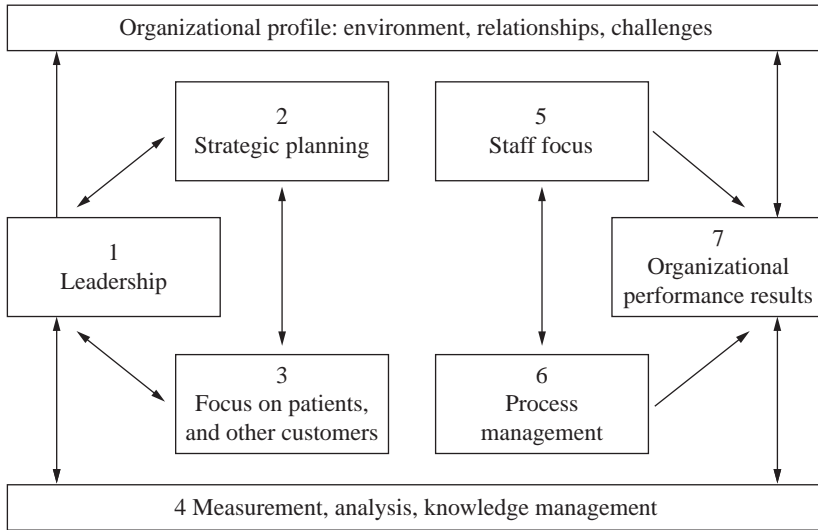 Organizational profile: environment, relationships, challenges
2
Strategic planning
5
Staff focus
1
Leadership
7
Organizational
performance results
3
Focus on patients,
and other customers
6
Process
management
4 Measurement, analysis, knowledge management